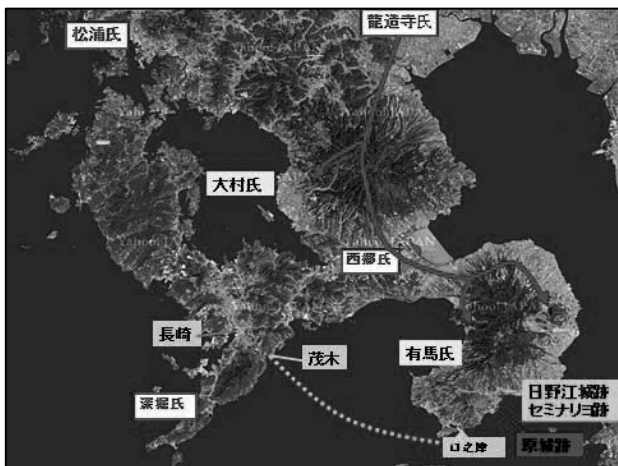 松浦氏
龍造寺氏
大村氏
西郷氏
長崎
茂木
有馬氏
深堀氏
日野江城跡
セミナリヨ跡
口之津
原城跡